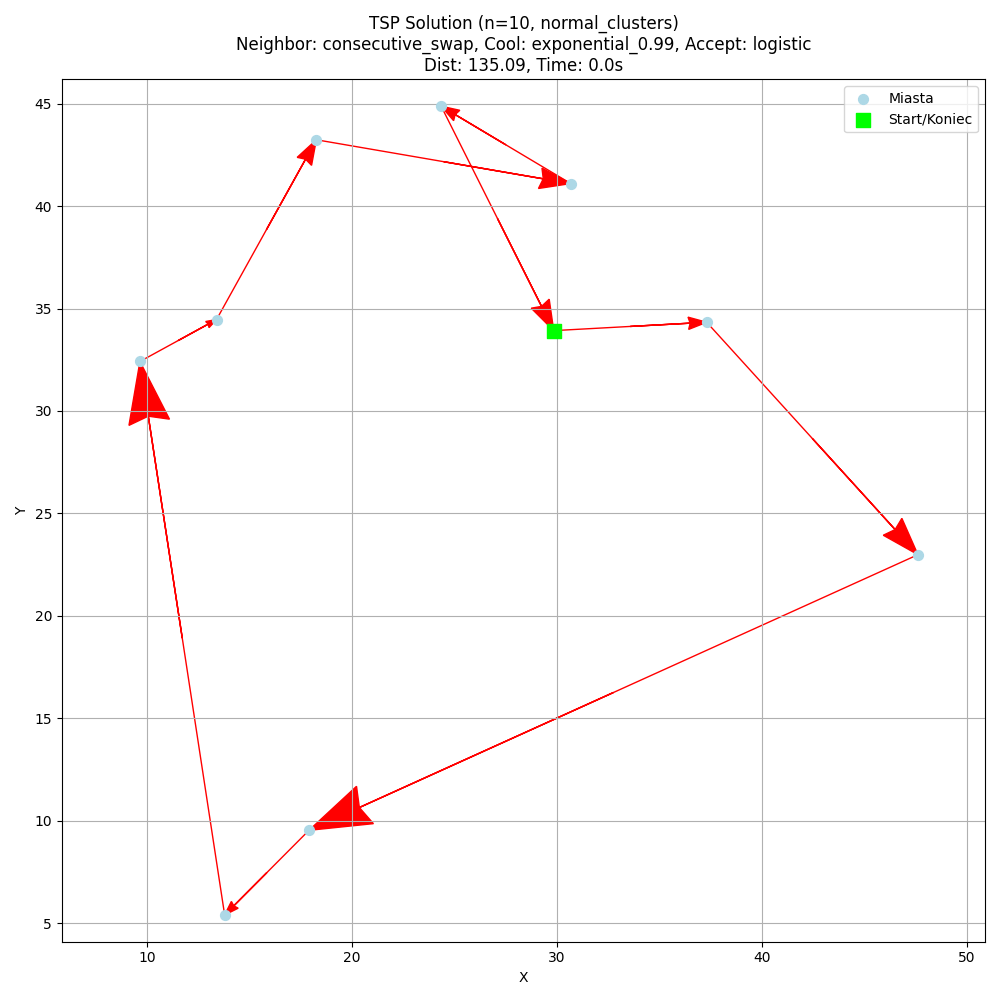 TSP Solution (n=10, normal_clusters)
Neighbor: consecutive_swap, Cool: exponential_0.99, Accept: logistic
Dist: 135.09, Time: 0.0s
Miasta
Start/Koniec
45
40
35
30
25
20
15
10
5
Y
10
20
30
40
50
X